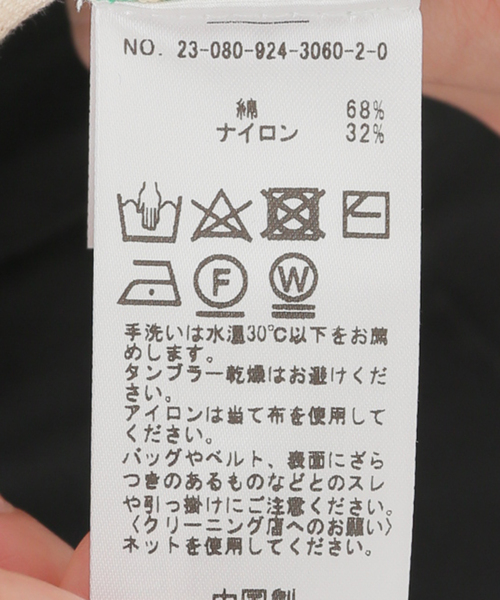 NO. 23-080-924-3060-2-0
綿 68%
ナイロン 32%
F W
手洗いは水温30℃以下をお薦
めします。
タンブラー乾燥はお避けくだ
さい。
アイロンは当て布を使用して
ください。
バッグやベルト、表面にざら
つきのあるものなどとのスレ
や引っ掛けにご注意ください。
〈クリーニング店へのお願い〉
ネットを使用してください。
中国製